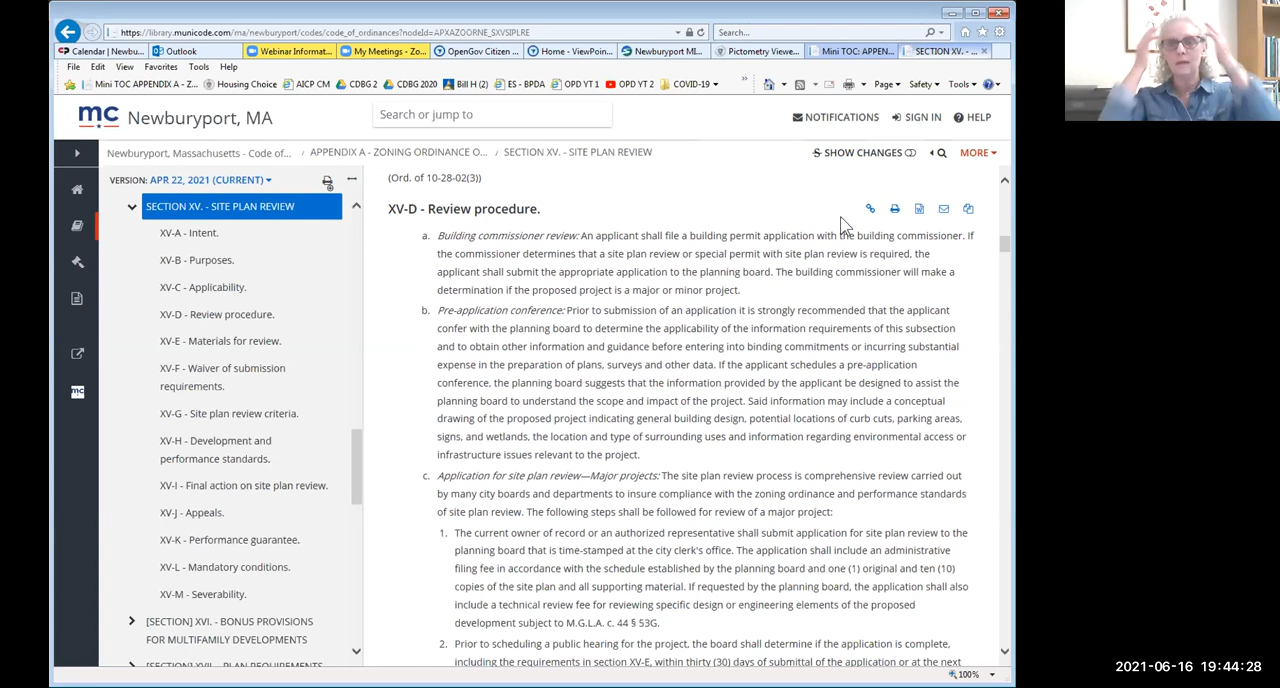 https://library.municode.com/ma/newburyport/codes/code_of_ordinances?nodeId=APXAZOORNE_SXVSIPLRE
Search...
Calendar | Newbu...
Outlook
Webinar Informat...
My Meetings - Zo...
OpenGov Citizen ...
Home - ViewPoin...
Newburyport MI...
Pictometry Viewe...
Mini TOC: APPEN...
SECTION XV. - ...
File Edit View Favorites Tools Help
Mini TOC APPENDIX A - Z...
Housing Choice
AICP CM
CDBG 2
CDBG 2020
Bill H (2)
ES - BPDA
OPD YT 1
OPD YT 2
COVID-19
Page
Safety
Tools
mc
Newburyport, MA
Search or jump to
NOTIFICATIONS
SIGN IN
HELP
Newburyport, Massachusetts - Code of...
/ APPENDIX A - ZONING ORDINANCE O...
/ SECTION XV. - SITE PLAN REVIEW
SHOW CHANGES
MORE
VERSION: APR 22, 2021 (CURRENT)
SECTION XV. - SITE PLAN REVIEW
XV-A - Intent.
XV-B - Purposes.
XV-C - Applicability.
XV-D - Review procedure.
XV-E - Materials for review.
XV-F - Waiver of submission
requirements.
XV-G - Site plan review criteria.
XV-H - Development and
performance standards.
XV-I - Final action on site plan review.
XV-J - Appeals.
XV-K - Performance guarantee.
XV-L - Mandatory conditions.
XV-M - Severability.
[SECTION] XVI. - BONUS PROVISIONS
FOR MULTIFAMILY DEVELOPMENTS
[SECTION] XVII. - PLAN REQUIREMENTS
(Ord. of 10-28-02(3))
XV-D - Review procedure.
a. Building commissioner review: An applicant shall file a building permit application with the building commissioner. If
the commissioner determines that a site plan review or special permit with site plan review is required, the
applicant shall submit the appropriate application to the planning board. The building commissioner will make a
determination if the proposed project is a major or minor project.
b. Pre-application conference: Prior to submission of an application it is strongly recommended that the applicant
confer with the planning board to determine the applicability of the information requirements of this subsection
and to obtain other information and guidance before entering into binding commitments or incurring substantial
expense in the preparation of plans, surveys and other data. If the applicant schedules a pre-application
conference, the planning board suggests that the information provided by the applicant be designed to assist the
planning board to understand the scope and impact of the project. Said information may include a conceptual
drawing of the proposed project indicating general building design, potential locations of curb cuts, parking areas,
signs, and wetlands, the location and type of surrounding uses and information regarding environmental access or
infrastructure issues relevant to the project.
c. Application for site plan review—Major projects: The site plan review process is comprehensive review carried out
by many city boards and departments to insure compliance with the zoning ordinance and performance standards
of site plan review. The following steps shall be followed for review of a major project:
1. The current owner of record or an authorized representative shall submit application for site plan review to the
planning board that is time-stamped at the city clerk's office. The application shall include an administrative
filing fee in accordance with the schedule established by the planning board and one (1) original and ten (10)
copies of the site plan and all supporting material. If requested by the planning board, the application shall also
include a technical review fee for reviewing specific design or engineering elements of the proposed
development subject to M.G.L.A. c. 44 § 53G.
2. Prior to scheduling a public hearing for the project, the board shall determine if the application is complete,
including the requirements in section XV-E, within thirty (30) days of submittal of the application or at the next
100%
2021-06-16 19:44:28